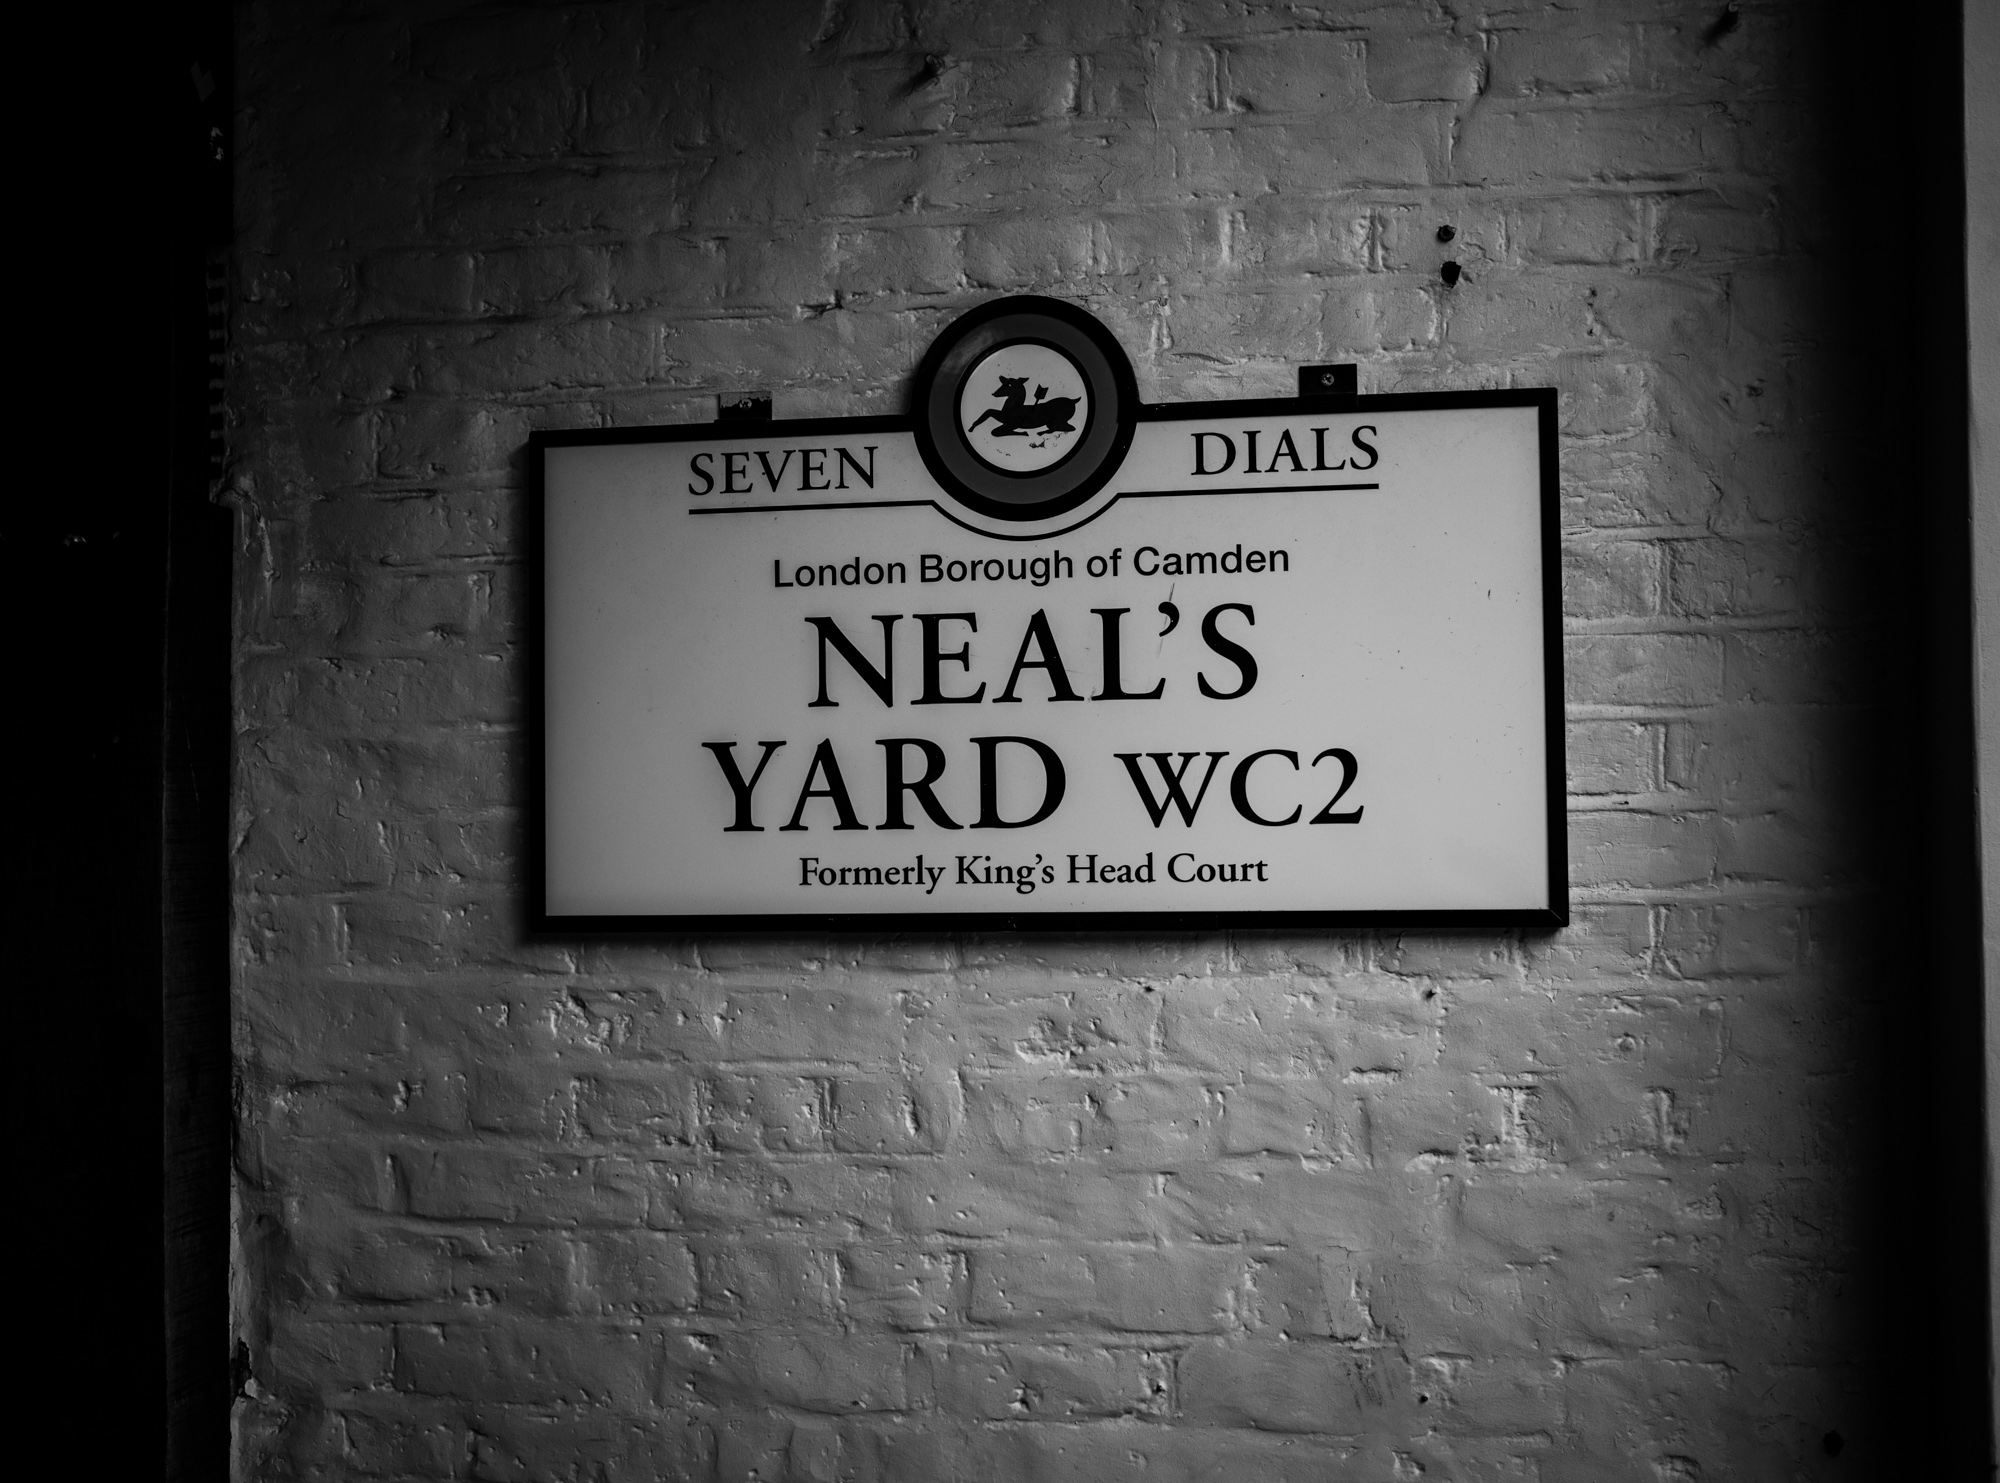 SEVEN DIALS
London Borough of Camden
NEAL’S
YARD WC2
Formerly King’s Head Court